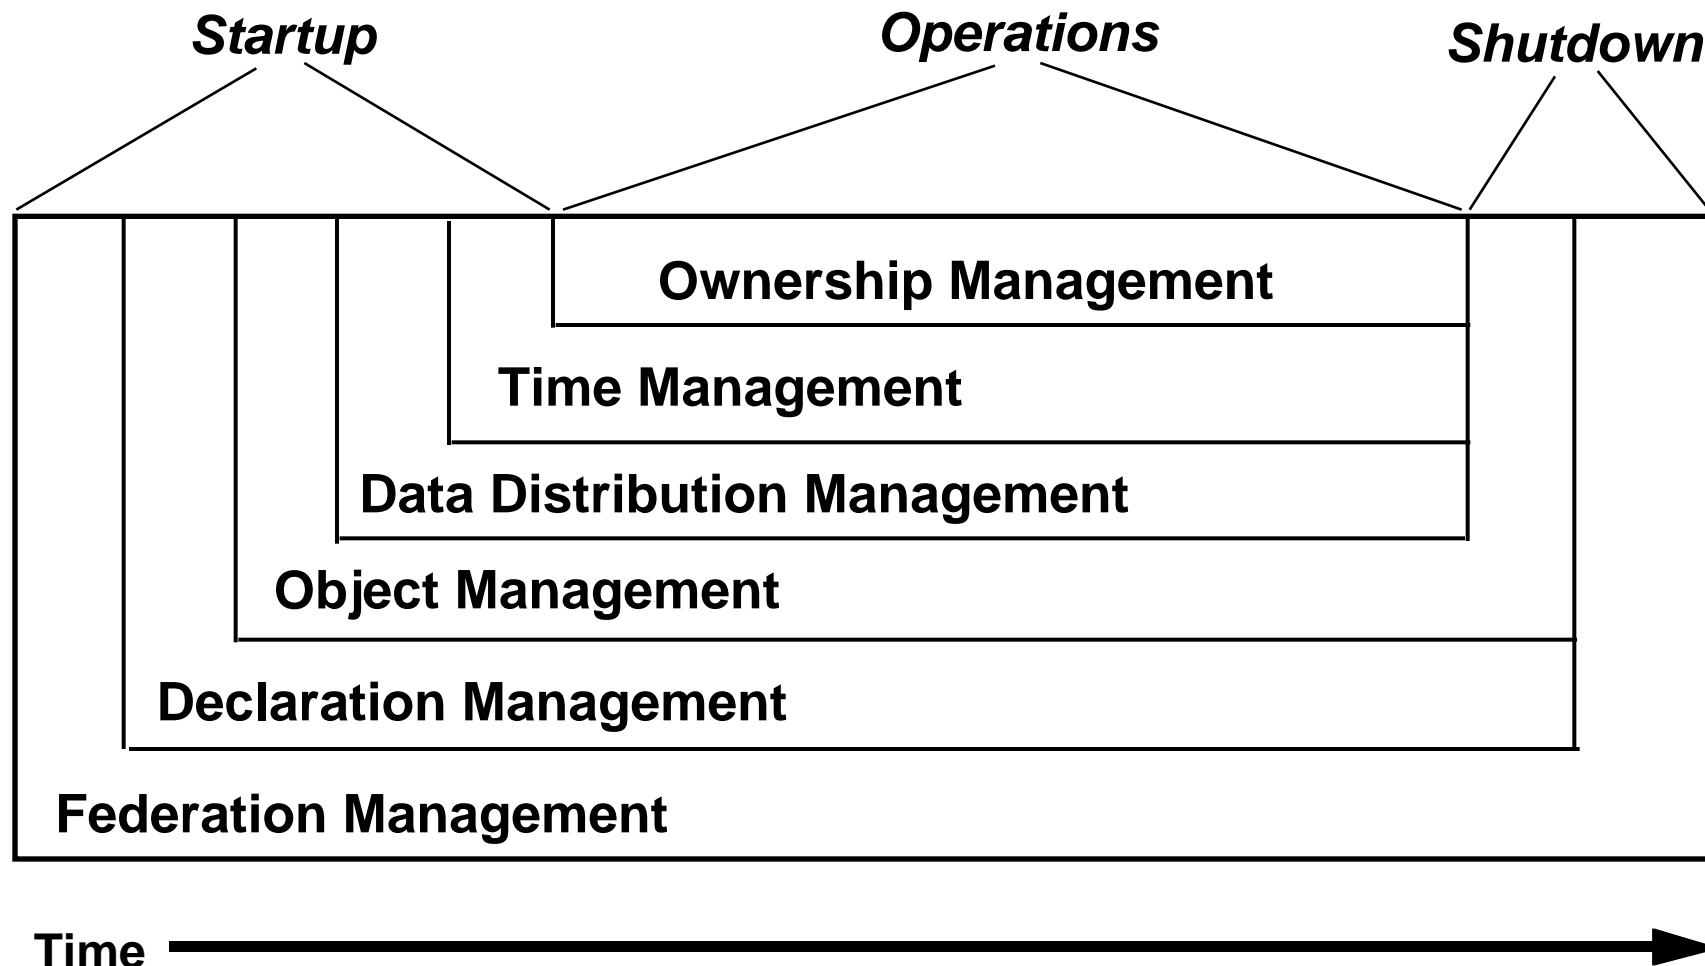 Startup
Operations
Shutdown
Ownership Management
Time Management
Data Distribution Management
Object Management
Declaration Management
Federation Management
Time